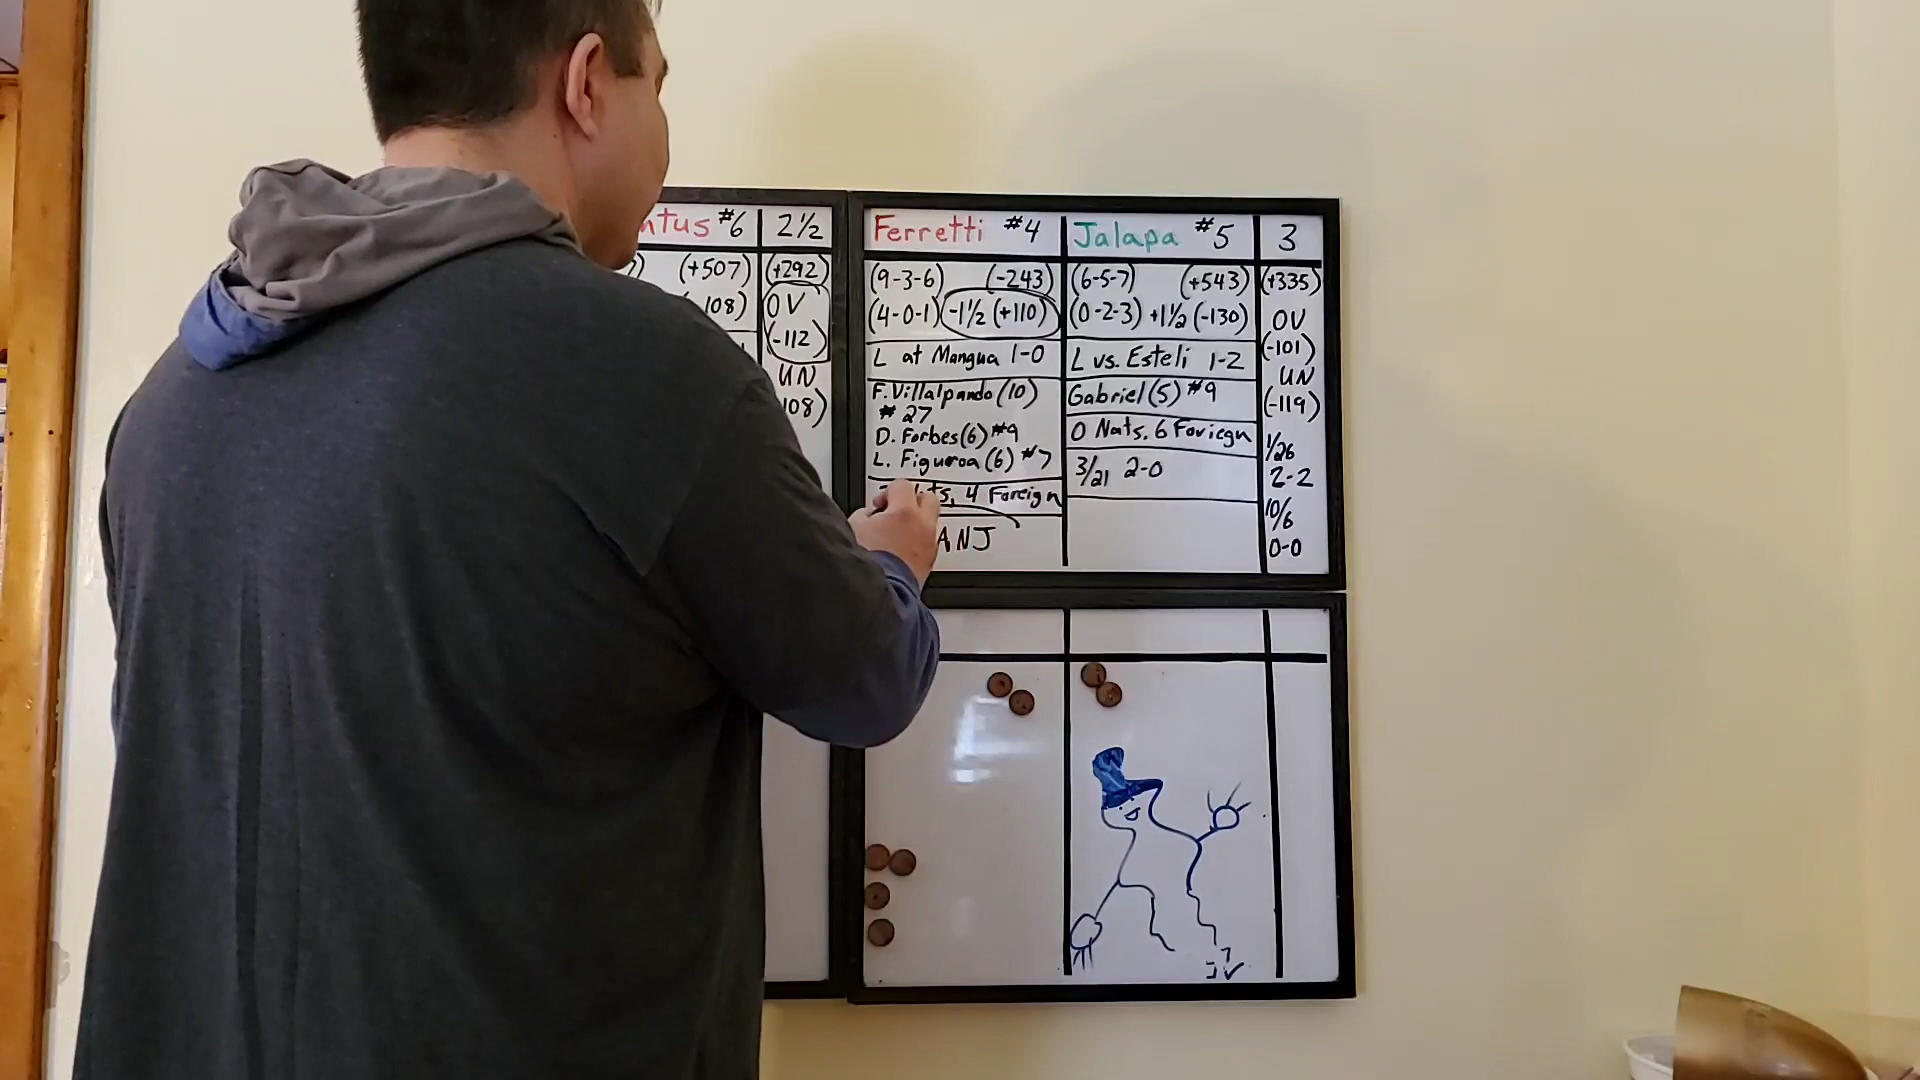 #6
2½
(+507)
(+292)
108)
OV
(-112)
UN
108)
Ferretti #4
Jalapa #5
3
(9-3-6) (-243)
(4-0-1) -1½ (+110)
L at Mangua 1-0
F. Villalpando (10)
# 27
D. Forbes (6) #9
L. Figueroa (6) #7
4 Foreign
ANJ
(6-5-7) (+543)
(0-2-3) +1½ (-130)
L vs. Esteli 1-2
Gabriel (5) #9
0 Nats. 6 Foriegn
3/21 2-0
(+335)
OV
(-101)
UN
(-119)
1/26
2-2
10/6
0-0